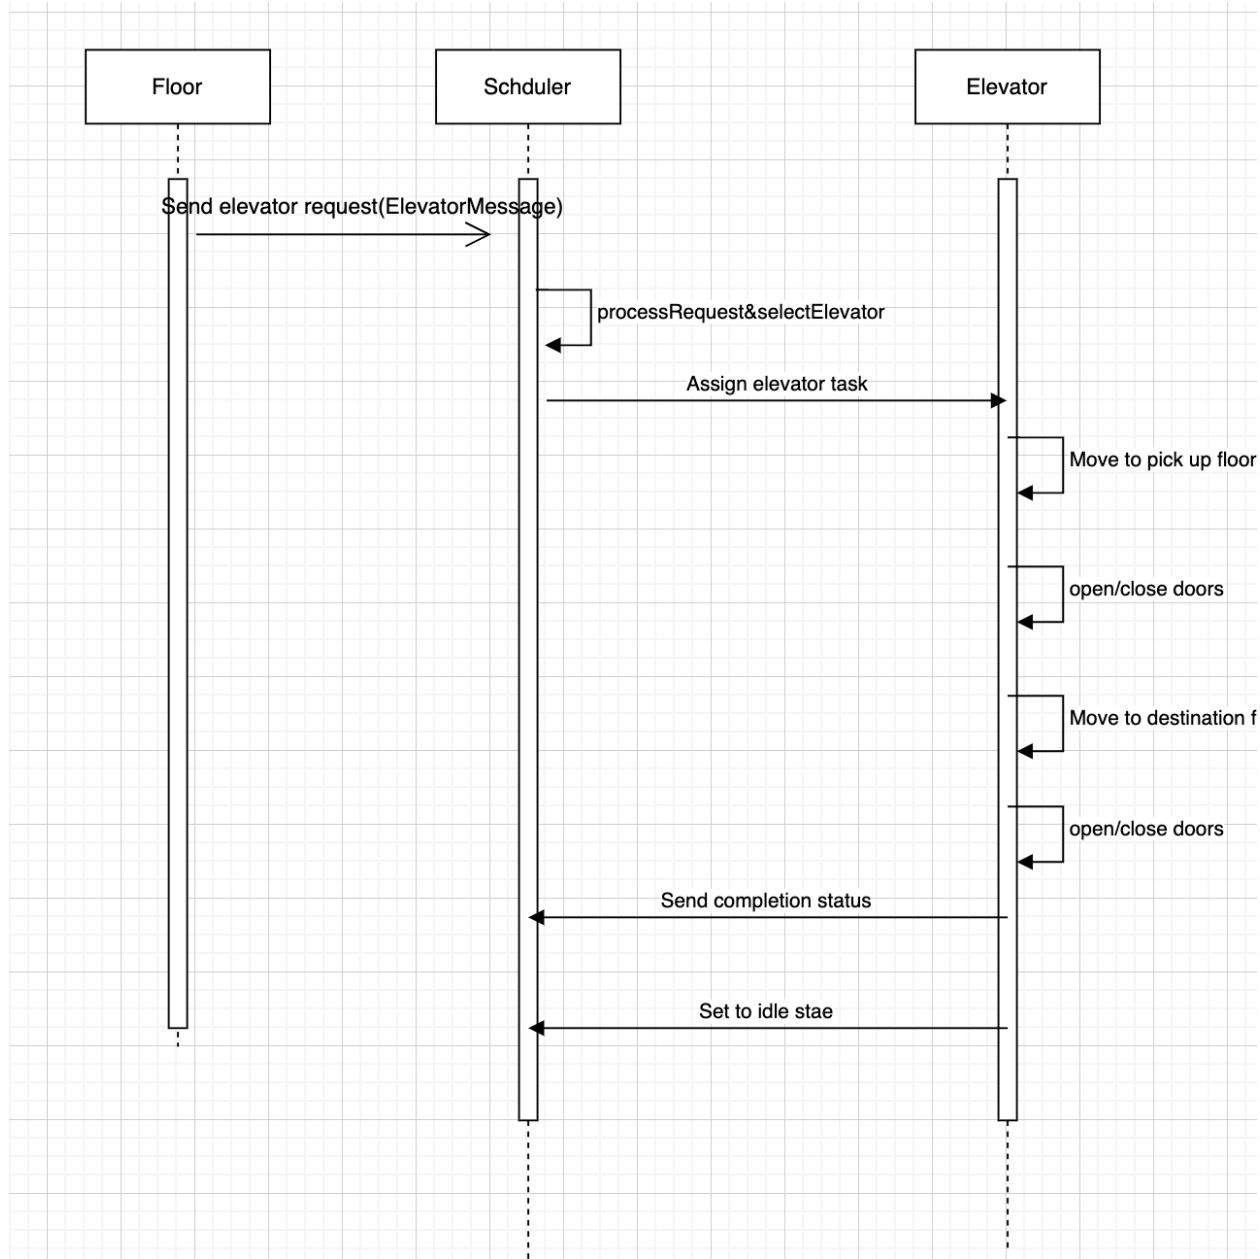 Floor
Schduler
Elevator
Send elevator request(ElevatorMessage)
processRequest&selectElevator
Assign elevator task
Move to pick up floor
open/close doors
Move to destination f
open/close doors
Send completion status
Set to idle stae